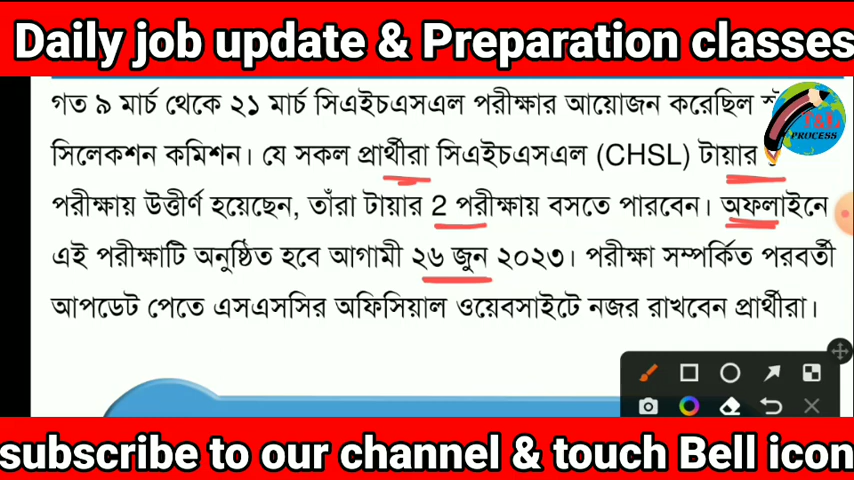 Daily job update & Preparation classes
গত ৯ মার্চ থেকে ২১ মার্চ সিএইচএসএল পরীক্ষার আয়োজন করেছিল
T&L
PROCESS
সিলেকশন কমিশন। যে সকল প্রার্থীরা সিএইচএসএল (CHSL) টায়ার
পরীক্ষায় উত্তীর্ণ হয়েছেন, তাঁরা টায়ার 2 পরীক্ষায় বসতে পারবেন। অফলাইনে
এই পরীক্ষাটি অনুষ্ঠিত হবে আগামী ২৬ জুন ২০২৩। পরীক্ষা সম্পর্কিত পরবর্তী
আপডেট পেতে এসএসসির অফিসিয়াল ওয়েবসাইটে নজর রাখবেন প্রার্থীরা।
subscribe to our channel & touch Bell icon